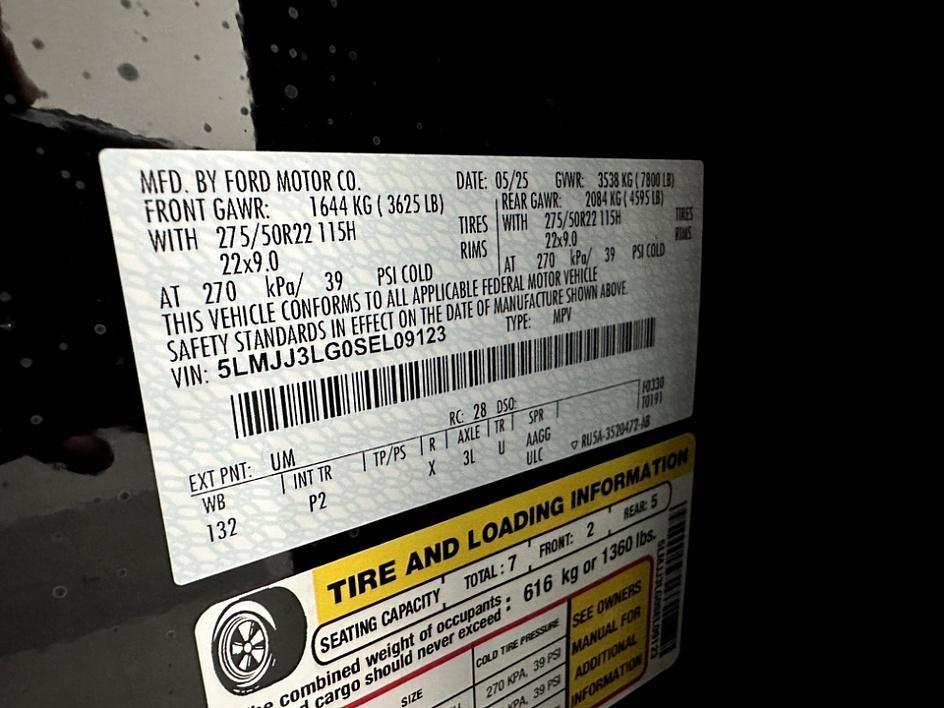 MFD. BY FORD MOTOR CO. DATE: 05/25 GVWR: 3538 KG ( 7800 LB)
FRONT GAWR: 1644 KG ( 3625 LB) REAR GAWR: 2084 KG ( 4595 LB)
WITH 275/50R22 115H TIRES WITH 275/50R22 115H TIRES
22x9.0 RIMS 22x9.0 RIMS
AT 270 kPa/ 39 PSI COLD AT 270 kPa/ 39 PSI COLD
THIS VEHICLE CONFORMS TO ALL APPLICABLE FEDERAL MOTOR VEHICLE
SAFETY STANDARDS IN EFFECT ON THE DATE OF MANUFACTURE SHOWN ABOVE.
VIN: 5LMJJ3LG0SEL09123 TYPE: MPV
F0330
T0191
EXT PNT: UM RC: 28 DSO:
WB INT TR TP/PS R AXLE TR SPR
132 P2 X 3L U AAGG
ULC
▽ RU5A-3520472-AB
TIRE AND LOADING INFORMATION
SEATING CAPACITY TOTAL: 7 FRONT: 2 REAR: 5
he combined weight of occupants
d cargo should never exceed : 616 kg or 1360 lbs.
SIZE COLD TIRE PRESSURE
270 KPA, 39 PSI
KPA, 39 PSI
SEE OWNERS
MANUAL FOR
ADDITIONAL
INFORMATION